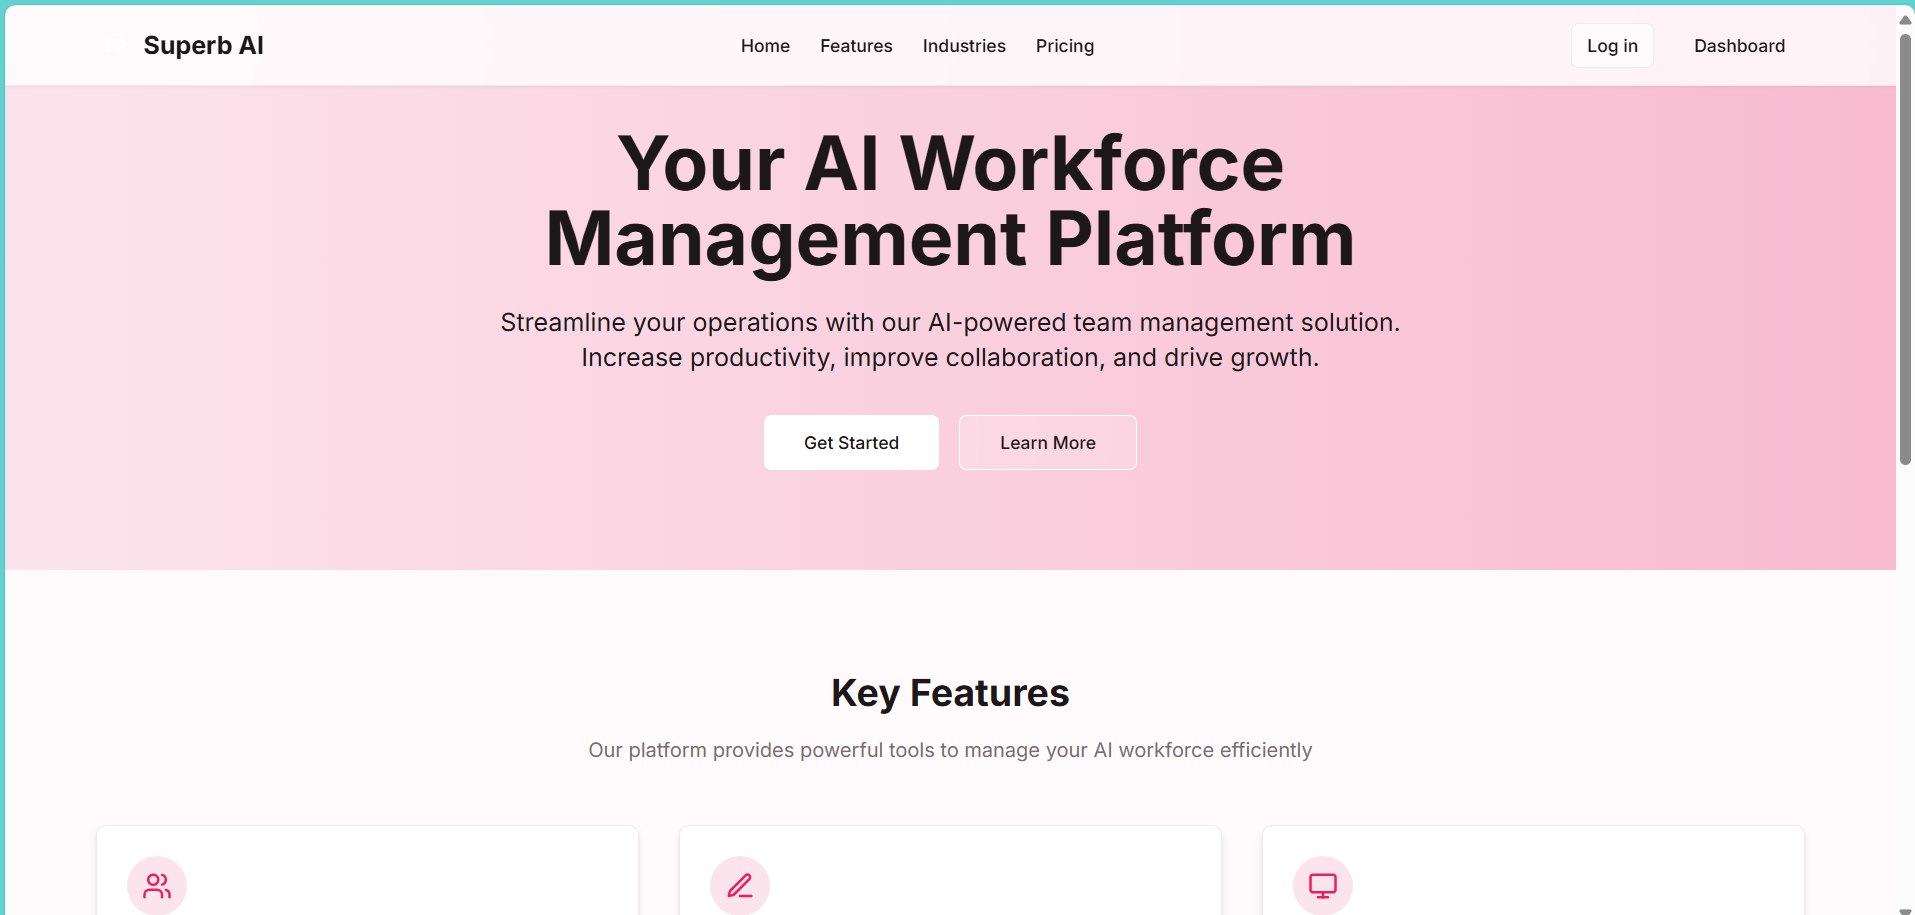 Superb AI
Home
Features
Industries
Pricing
Log in
Dashboard
Your AI Workforce
Management Platform
Streamline your operations with our AI-powered team management solution.
Increase productivity, improve collaboration, and drive growth.
Get Started
Learn More
Key Features
Our platform provides powerful tools to manage your AI workforce efficiently